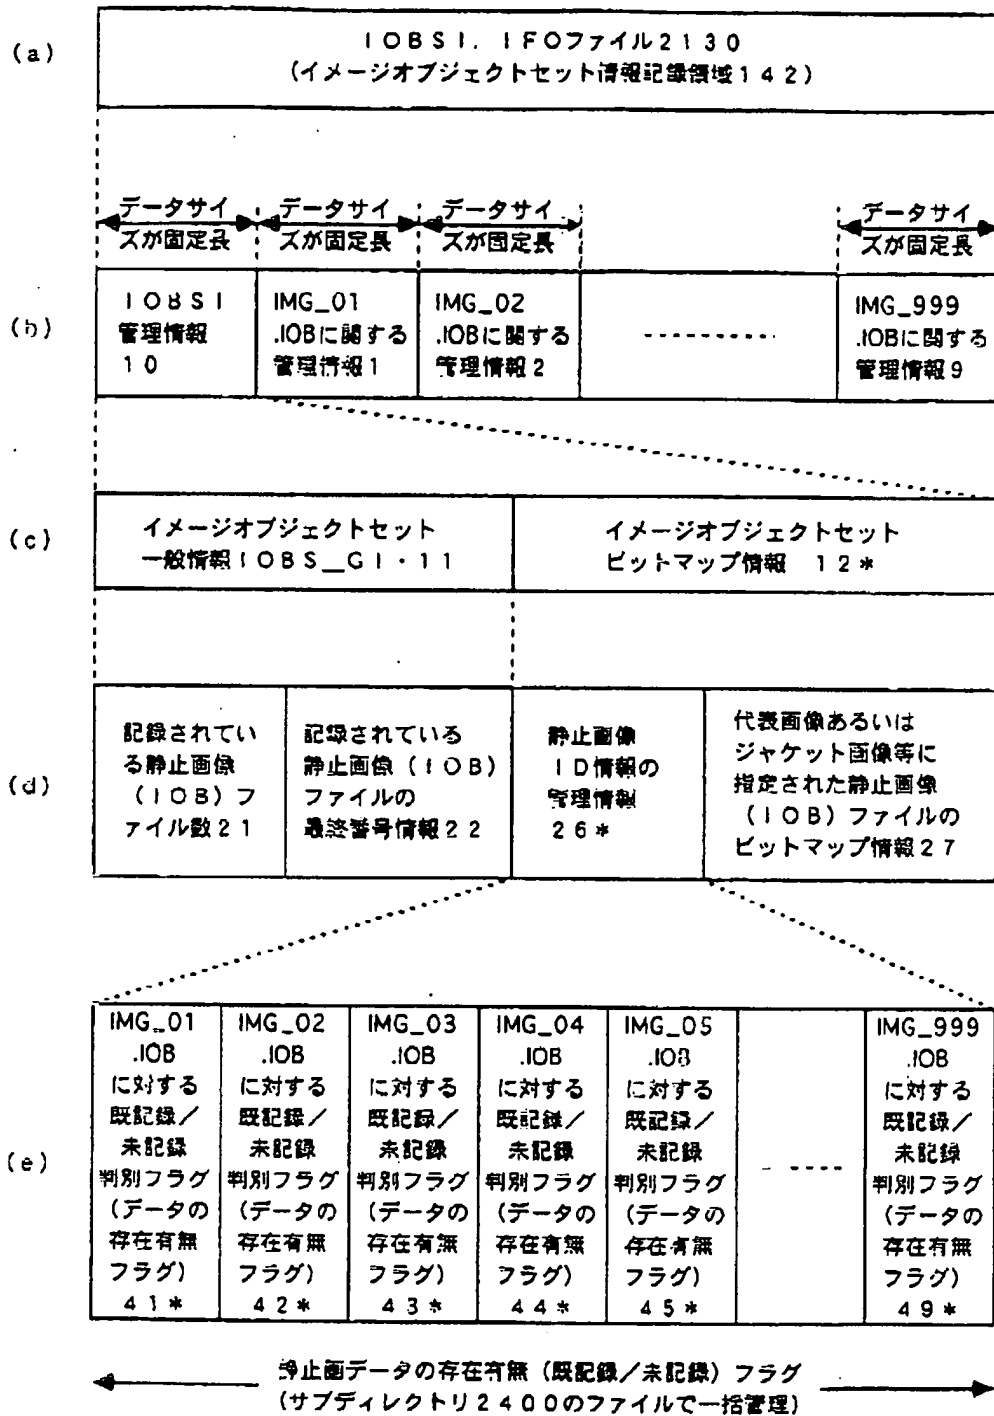 (a)
IOBSI. IFOファイル2130
(イメージオブジェクトセット情報記録領域142)
データサイ
ズが固定長
データサイ
ズが固定長
データサイ
ズが固定長
データサイ
ズが固定長
(b)
IOBSI
管理情報
10
IMG_01
.IOBに関する
管理情報1
IMG_02
.IOBに関する
管理情報2
IMG_999
.IOBに関する
管理情報9
(c)
イメージオブジェクトセット
一般情報IOBS__GI・11
イメージオブジェクトセット
ビットマップ情報 12*
(d)
記録されてい
る静止画像
(IOB)フ
ァイル数21
記録されている
静止画像(IOB)
ファイルの
最終番号情報22
静止画像
ID情報の
管理情報
26*
代表画像あるいは
ジャケット画像等に
指定された静止画像
(IOB)ファイルの
ビットマップ情報27
(e)
IMG_01
.IOB
に対する
既記録/
未記録
判別フラグ
(データの
存在有無
フラグ)
41*
IMG_02
.IOB
に対する
既記録/
未記録
判別フラグ
(データの
存在有無
フラグ)
42*
IMG_03
.IOB
に対する
既記録/
未記録
判別フラグ
(データの
存在有無
フラグ)
43*
IMG_04
.IOB
に対する
既記録/
未記録
判別フラグ
(データの
存在有無
フラグ)
44*
IMG_05
.IOB
に対する
既記録/
未記録
判別フラグ
(データの
存在有無
フラグ)
45*
IMG_999
.IOB
に対する
既記録/
未記録
判別フラグ
(データの
存在有無
フラグ)
49*
静止画データの存在有無(既記録/未記録)フラグ
(サブディレクトリ2400のファイルで一括管理)